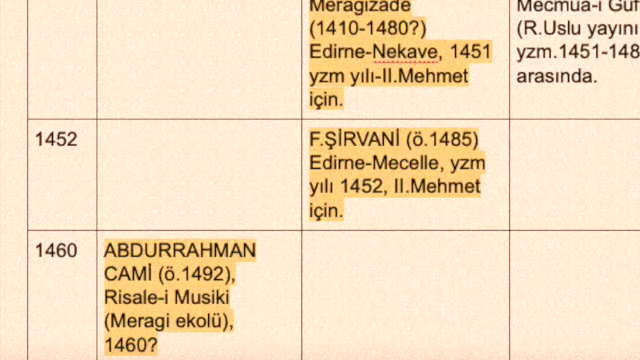 Meragizade
(1410-1480?)
Edirne-Nekave, 1451
yzm yılı-II.Mehmet
için.
Mecmua-i Güf
(R.Uslu yayını
yzm.1451-148
arasında.
1452
F.ŞİRVANİ (ö.1485)
Edirne-Mecelle, yzm
yılı 1452, II.Mehmet
için.
1460
ABDURRAHMAN
CAMİ (ö.1492),
Risale-i Musiki
(Meragi ekolü),
1460?